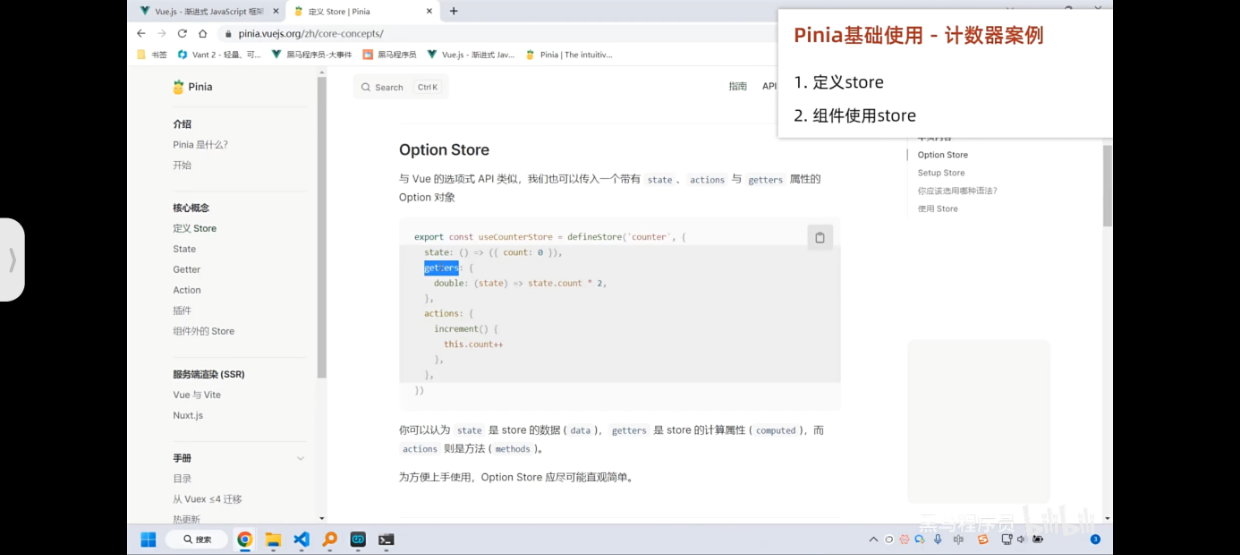 Vue.js - 渐进式 JavaScript 框架
定义 Store | Pinia
pinia.vuejs.org/zh/core-concepts/
书签
Vant 2 - 轻量、可...
黑马程序员-大事件
黑马程序员
Vue.js - 渐进式 Jav...
Pinia | The intuitiv...
Pinia基础使用 - 计数器案例
1. 定义store
2. 组件使用store
Pinia
Search Ctrl K
指南 API
介绍
Pinia 是什么?
开始
核心概念
定义 Store
State
Getter
Action
插件
组件外的 Store
服务端渲染 (SSR)
Vue 与 Vite
Nuxt.js
手册
目录
从 Vuex ≤4 迁移
热更新
Option Store
与 Vue 的选项式 API 类似，我们也可以传入一个带有 state 、 actions 与 getters 属性的
Option 对象
export const useCounterStore = defineStore('counter', {
state: () => ({ count: 0 }),
getters: {
double: (state) => state.count * 2,
},
actions: {
increment() {
this.count++
},
},
})
你可以认为 state 是 store 的数据 ( data )， getters 是 store 的计算属性 ( computed )，而
actions 则是方法 ( methods )。
为方便上手使用，Option Store 应尽可能直观简单。
本页内容
Option Store
Setup Store
你应该选用哪种语法?
使用 Store
黑马程序员 bilibili
搜索
中
3